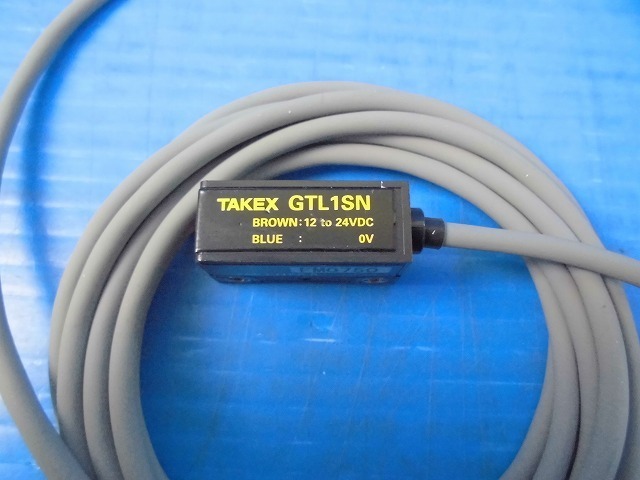 TAKEX GTL1SN
BROWN: 12 to 24VDC
BLUE : 0V